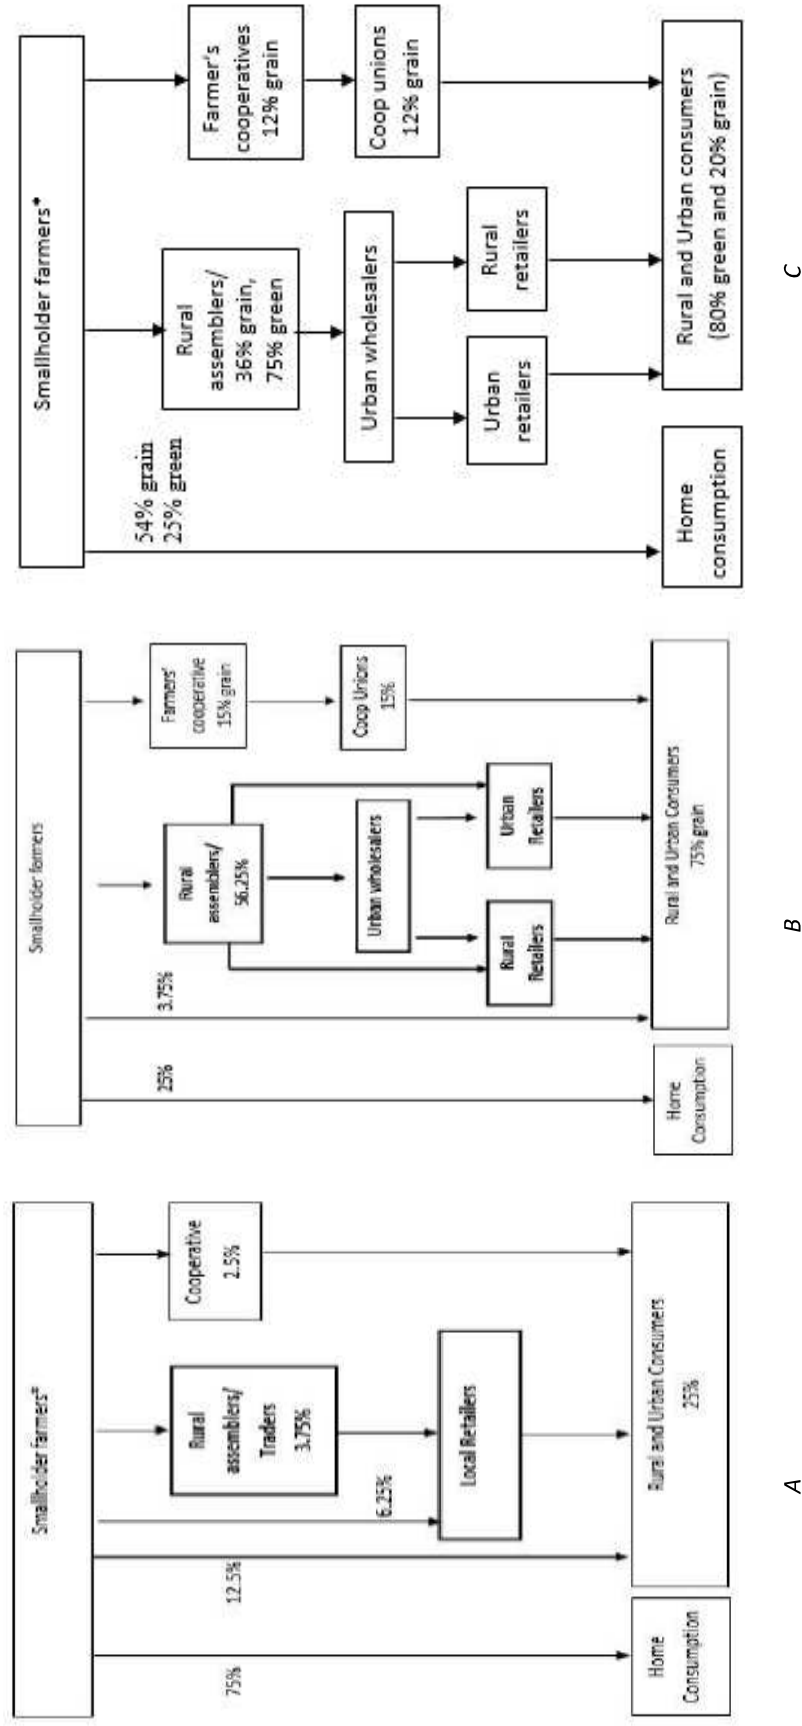 Smallholder farmers*
75%
12.5%
6.25%
Rural
assemblers/
Traders
3.75%
Cooperative
2.5%
Local Retailers
Home
Consumption
Rural and Urban Consumers
25%
A
Smallholder farmers
25%
3.75%
Rural
assemblers/
56.25%
Farmers'
cooperative
15% grain
Urban wholesalers
Coop Unions
15%
Rural
Retailers
Urban
Retailers
Home
Consumption
Rural and Urban Consumers
75% grain
B
Smallholder farmers*
54% grain
25% green
Rural
assemblers/
36% grain,
75% green
Farmer's
cooperatives
12% grain
Urban wholesalers
Coop unions
12% grain
Urban
retailers
Rural
retailers
Home
consumption
Rural and Urban consumers
(80% green and 20% grain)
C